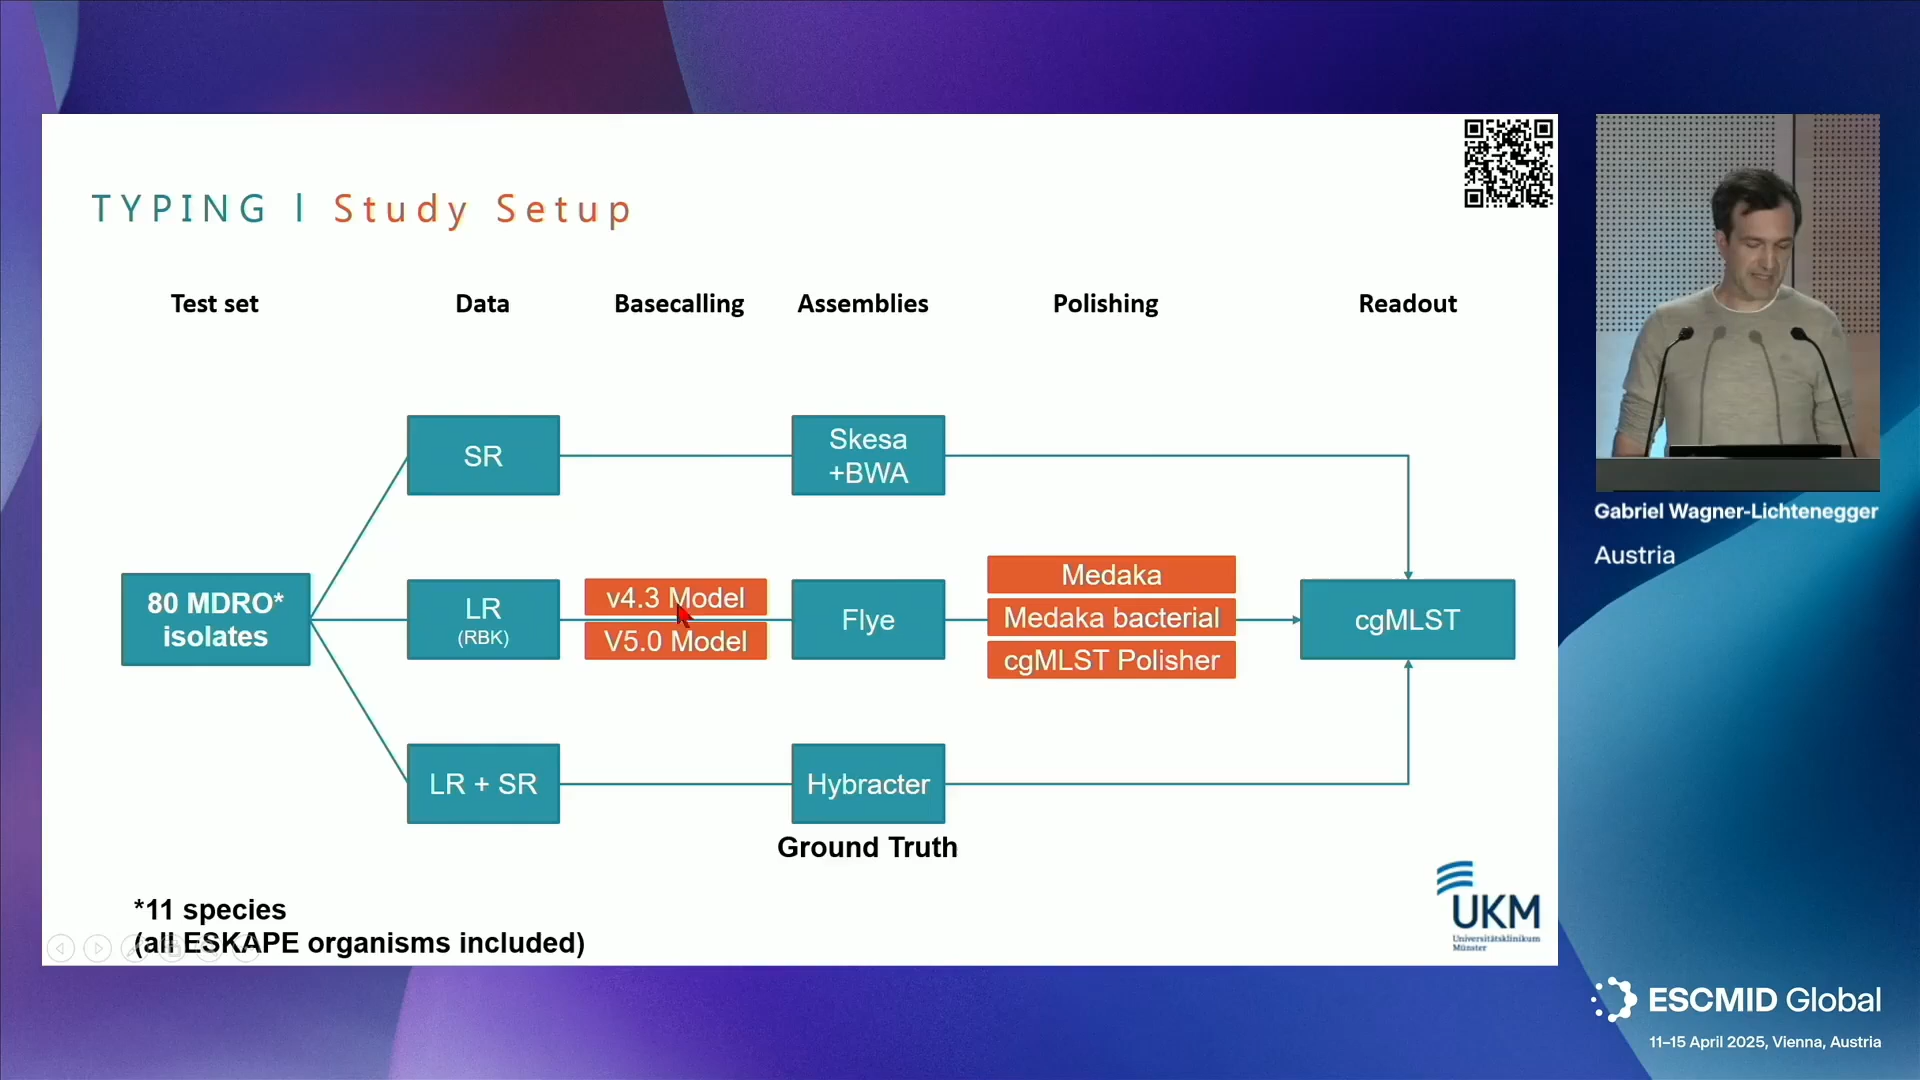 TYPING | Study Setup
Test set
Data
Basecalling
Assemblies
Polishing
Readout
SR
Skesa
+BWA
80 MDRO*
isolates
LR
(RBK)
v4.3 Model
V5.0 Model
Flye
Medaka
Medaka bacterial
cgMLST Polisher
cgMLST
LR + SR
Hybracter
Ground Truth
*11 species
(all ESKAPE organisms included)
UKM
Universitätsklinikum
Münster
Gabriel Wagner-Lichtenegger
Austria
ESCMID Global
11–15 April 2025, Vienna, Austria